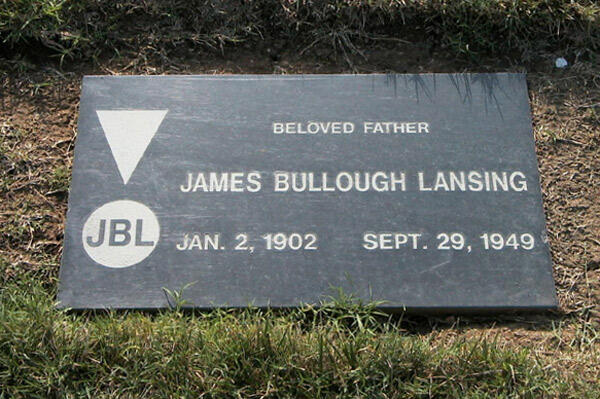 BELOVED FATHER
JAMES BULLOUGH LANSING
JBL
JAN. 2, 1902 SEPT. 29, 1949